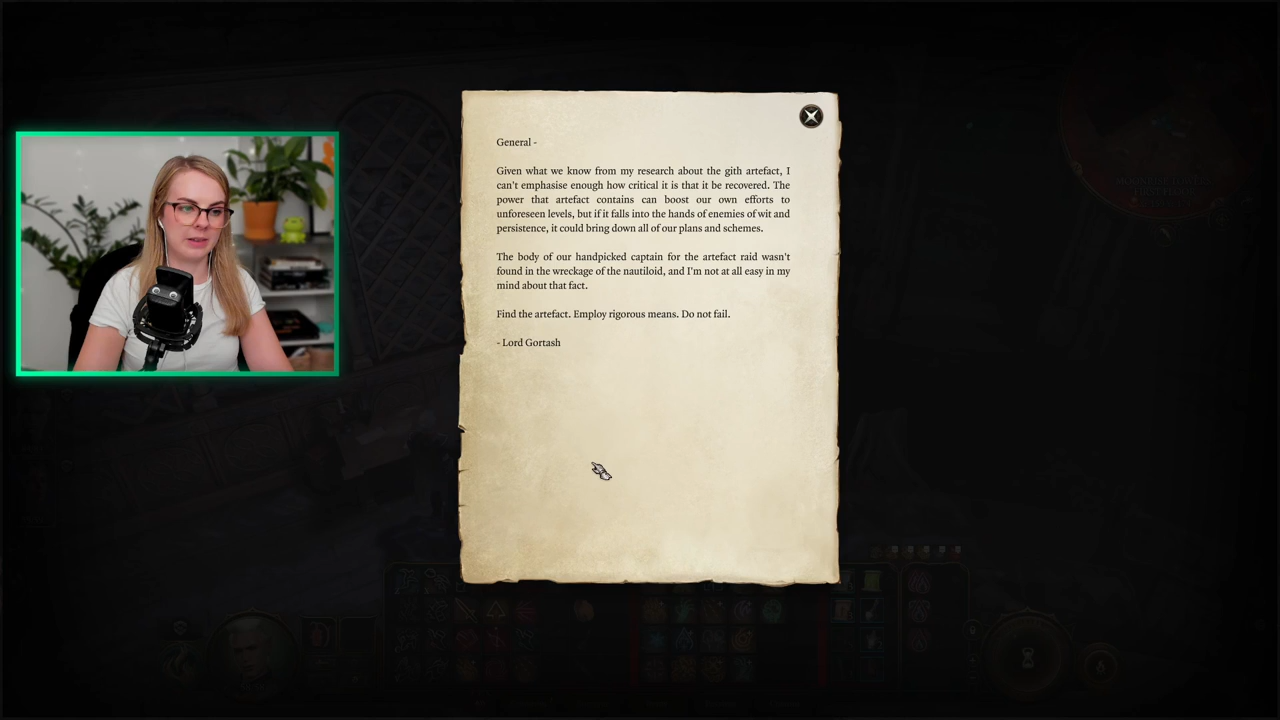 General -
Given what we know from my research about the gith artefact, I
can't emphasise enough how critical it is that it be recovered. The
power that artefact contains can boost our own efforts to
unforeseen levels, but if it falls into the hands of enemies of wit and
persistence, it could bring down all of our plans and schemes.
The body of our handpicked captain for the artefact raid wasn't
found in the wreckage of the nautiloid, and I'm not at all easy in my
mind about that fact.
Find the artefact. Employ rigorous means. Do not fail.
- Lord Gortash